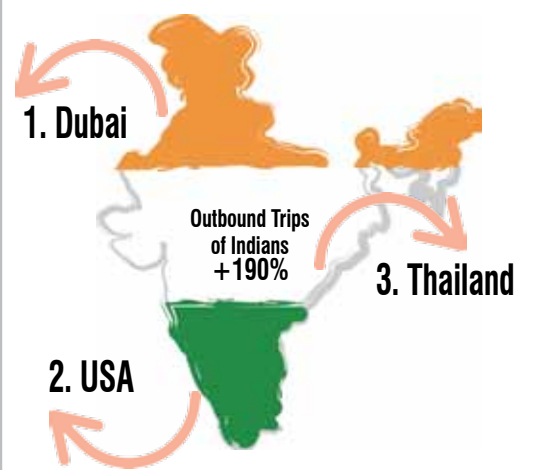 1. Dubai
Outbound Trips
of Indians
+190%
3. Thailand
2. USA